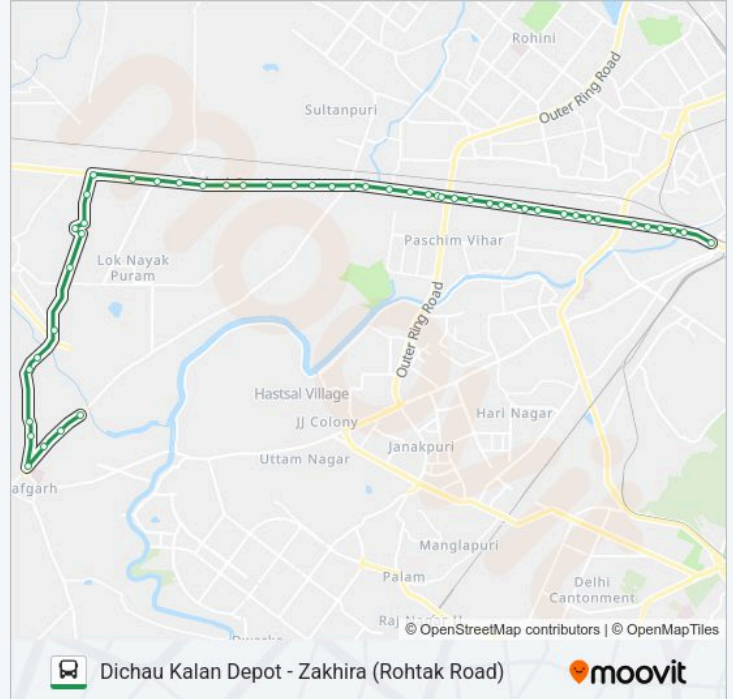 Rohini
Outer Ring Road
Sultanpuri
Paschim Vihar
Lok Nayak
Puram
Outer Ring Road
Hastsal Village
Hari Nagar
JJ Colony
Janakpuri
Uttam Nagar
afgarh
Manglapuri
Palam
Delhi
Cantonment
© OpenStreetMap contributors | © OpenMapTiles
Dichau Kalan Depot - Zakhira (Rohtak Road)
moovit